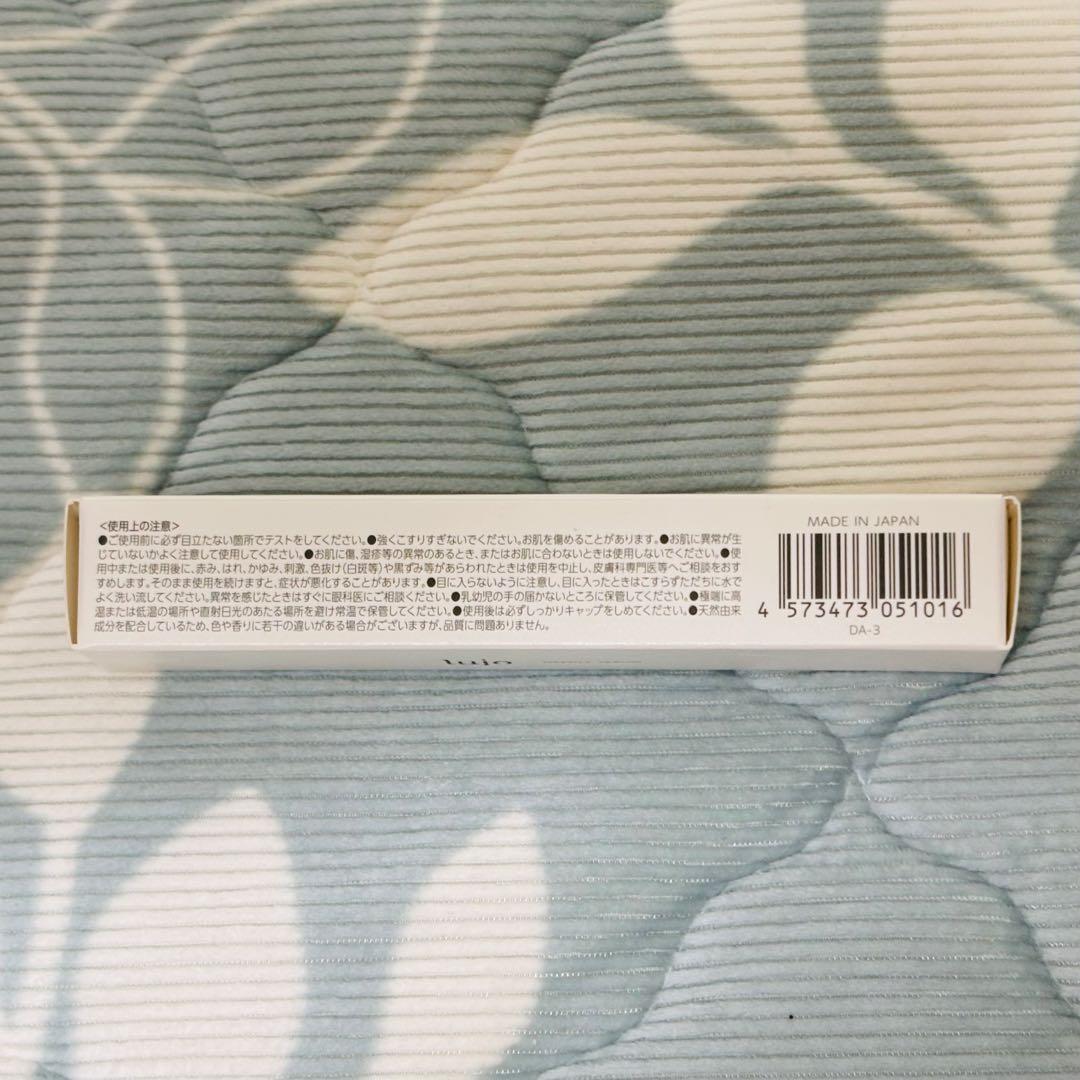 <使用上の注意>
●ご使用前に必ず目立たない箇所でテストをしてください。●強くこすりすぎないでください。お肌を傷めることがあります。●お肌に異常が生
じていないかよく注意して使用してください。●お肌に傷、湿疹等の異常のあるとき、またはお肌に合わないときは使用しないでください。●使
用中または使用後に、赤み、はれ、かゆみ、刺激、色抜け(白斑等)や黒ずみ等があらわれたときは使用を中止し、皮膚科専門医等へご相談をおす
すめします。そのまま使用を続けますと、症状が悪化することがあります。●目に入らないように注意し、目に入ったときはこすらずただちに水で
よく洗い流してください。異常を感じたときはすぐに眼科医にご相談ください。●乳幼児の手の届かないところに保管してください。●極端に高
温または低温の場所や直射日光のあたる場所を避け常温で保管してください。●使用後は必ずしっかりキャップをしめてください。●天然由来
成分を配合しているため、色や香りに若干の違いがある場合がございますが、品質に問題ありません。
MADE IN JAPAN
4 573473 051016
DA-3
lujo